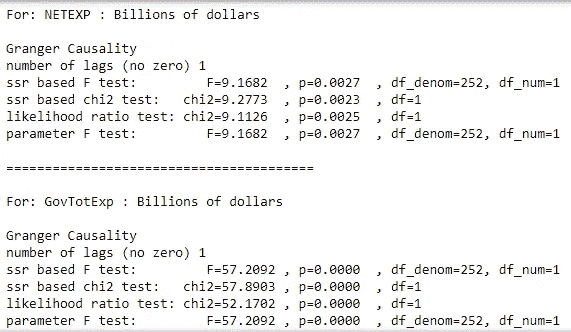 For: NETEXP : Billions of dollars
Granger Causality
number of lags (no zero) 1
ssr based F test:         F=9.1682  , p=0.0027  , df_denom=252, df_num=1
ssr based chi2 test:   chi2=9.2773  , p=0.0023  , df=1
likelihood ratio test: chi2=9.1126  , p=0.0025  , df=1
parameter F test:         F=9.1682  , p=0.0027  , df_denom=252, df_num=1
========================================
For: GovTotExp : Billions of dollars
Granger Causality
number of lags (no zero) 1
ssr based F test:         F=57.2092 , p=0.0000  , df_denom=252, df_num=1
ssr based chi2 test:   chi2=57.8903 , p=0.0000  , df=1
likelihood ratio test: chi2=52.1702 , p=0.0000  , df=1
parameter F test:         F=57.2092 , p=0.0000  , df_denom=252, df_num=1